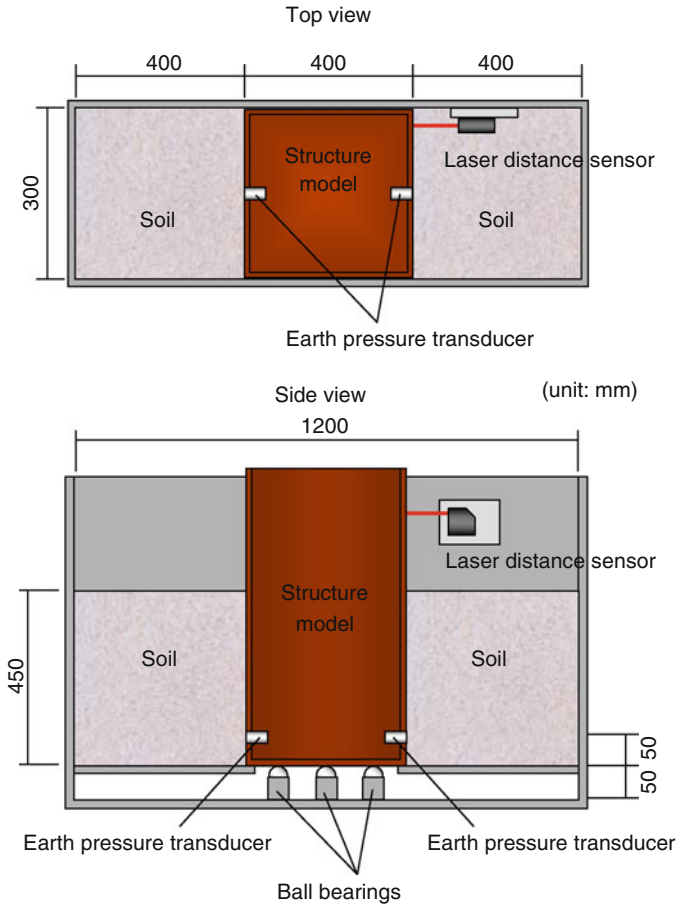 Top view
400 400 400
300
Structure
model
Laser distance sensor
Soil
Soil
Earth pressure transducer
Side view
(unit: mm)
1200
Laser distance sensor
Structure
model
450
Soil
Soil
50
50
Earth pressure transducer
Earth pressure transducer
Ball bearings